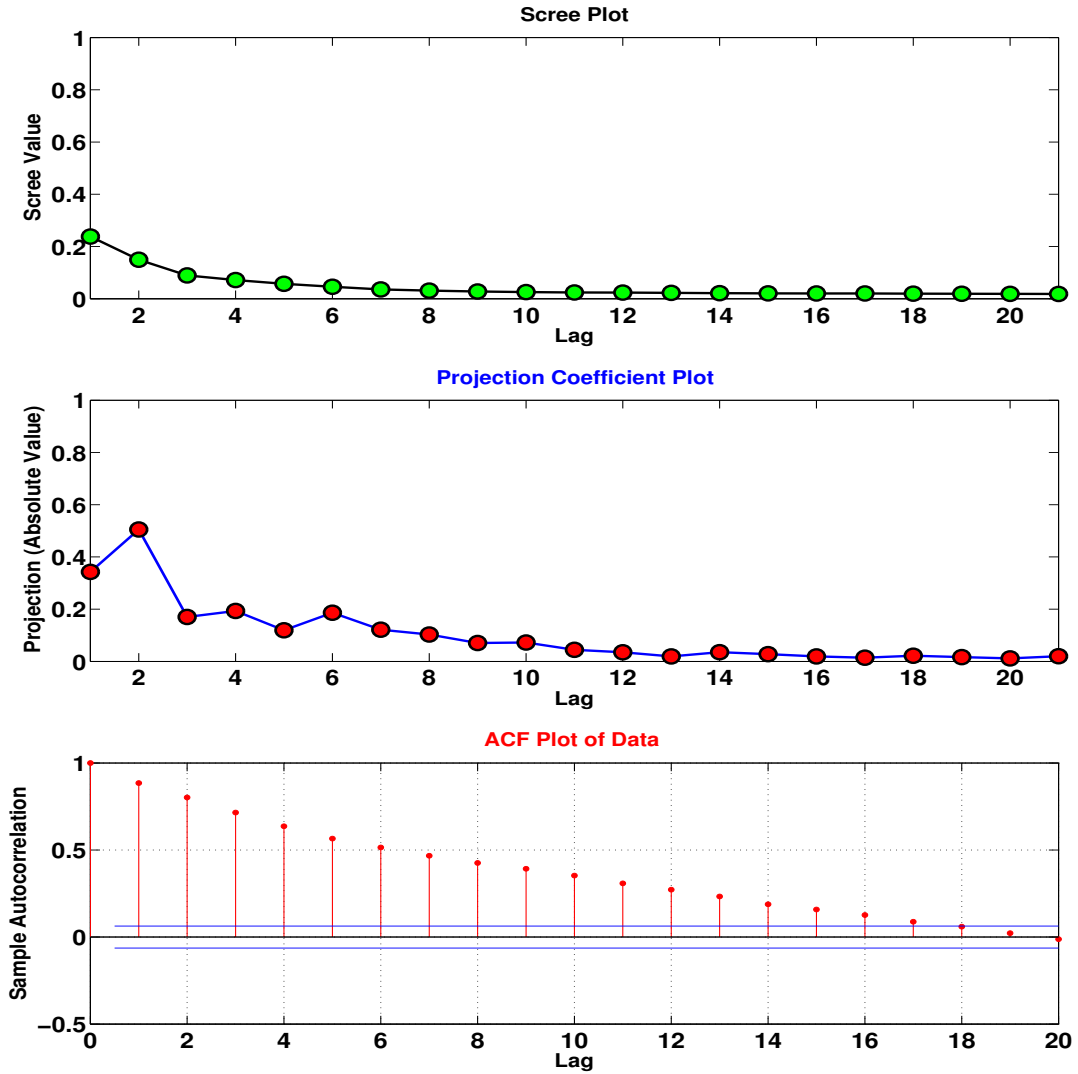 Scree Plot
1
0.8
0.6
0.4
0.2
0
Scree Value
2 4 6 8 10 12 14 16 18 20
Lag
Projection Coefficient Plot
1
0.8
0.6
0.4
0.2
0
Projection (Absolute Value)
2 4 6 8 10 12 14 16 18 20
Lag
ACF Plot of Data
1
0.5
0
−0.5
Sample Autocorrelation
0 2 4 6 8 10 12 14 16 18 20
Lag